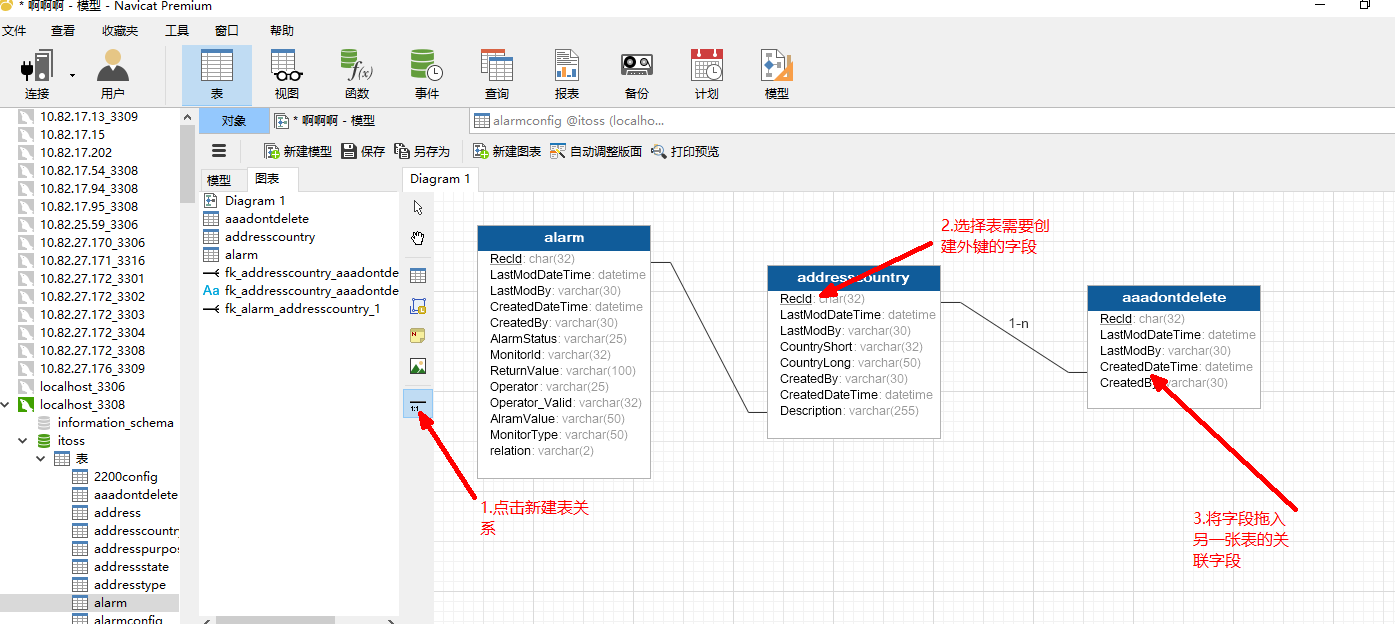 * 啊啊啊 - 模型 - Navicat Premium
文件 查看 收藏夹 工具 窗口 帮助
连接 用户 表 视图 函数 事件 查询 报表 备份 计划 模型
对象 * 啊啊啊 - 模型 alarmconfig @itoss (localho...
新建模型 保存 另存为 新建图表 自动调整版面 打印预览
模型 图表 Diagram 1
10.82.17.13_3309
10.82.17.15
10.82.17.202
10.82.17.54_3308
10.82.17.94_3308
10.82.17.95_3308
10.82.25.59_3306
10.82.27.170_3306
10.82.27.171_3316
10.82.27.172_3301
10.82.27.172_3302
10.82.27.172_3303
10.82.27.172_3304
10.82.27.172_3308
10.82.27.176_3309
localhost_3306
localhost_3308
information_schema
itoss
表
2200config
aaadontdelete
address
addresscountry
addresspurpos
addressstate
addresstype
alarm
alarmconfig
Diagram 1
aaadontdelete
addresscountry
alarm
fk_addresscountry_aaadontde
Aa fk_addresscountry_aaadontde
fk_alarm_addresscountry_1
1:1
alarm
RecId: char(32)
LastModDateTime: datetime
LastModBy: varchar(30)
CreatedDateTime: datetime
CreatedBy: varchar(30)
AlarmStatus: varchar(25)
MonitorId: varchar(32)
ReturnValue: varchar(100)
Operator: varchar(25)
Operator_Valid: varchar(32)
AlramValue: varchar(50)
MonitorType: varchar(50)
relation: varchar(2)
addresscountry
RecId: char(32)
LastModDateTime: datetime
LastModBy: varchar(30)
CountryShort: varchar(32)
CountryLong: varchar(50)
CreatedBy: varchar(30)
CreatedDateTime: datetime
Description: varchar(255)
1-n
aaadontdelete
RecId: char(32)
LastModDateTime: datetime
LastModBy: varchar(30)
CreatedDateTime: datetime
CreatedBy: varchar(30)
1.点击新建表关
系
2.选择表需要创
建外键的字段
3.将字段拖入
另一张表的关
联字段